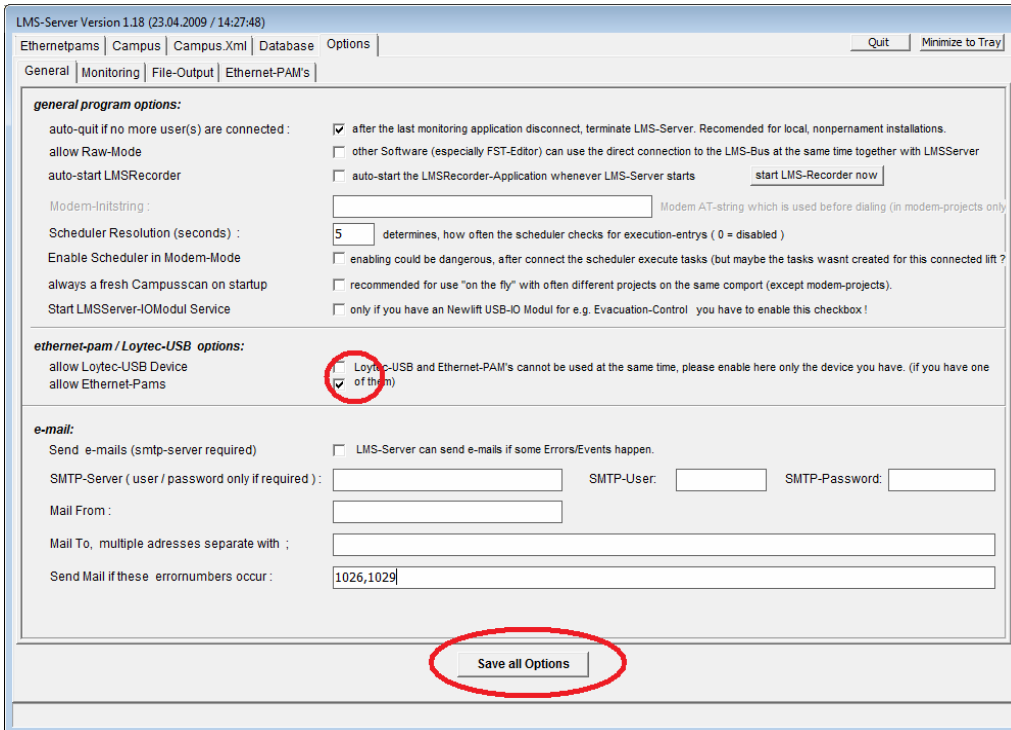 LMS-Server Version 1.18 (23.04.2009 / 14:27:48)
Ethernetpams Campus Campus.Xml Database Options Quit Minimize to Tray
General Monitoring File-Output Ethernet-PAM's
general program options:
auto-quit if no more user(s) are connected : after the last monitoring application disconnect, terminate LMS-Server. Recomended for local, nonpernament installations.
allow Raw-Mode other Software (especially FST-Editor) can use the direct connection to the LMS-Bus at the same time together with LMSServer
auto-start LMSRecorder auto-start the LMSRecorder-Application whenever LMS-Server starts start LMS-Recorder now
Modem-Initstring : Modem AT-string which is used before dialing (in modem-projects only
Scheduler Resolution (seconds) : 5 determines, how often the scheduler checks for execution-entrys ( 0 = disabled )
Enable Scheduler in Modem-Mode enabling could be dangerous, after connect the scheduler execute tasks (but maybe the tasks wasnt created for this connected lift ?
always a fresh Campusscan on startup recommended for use "on the fly" with often different projects on the same comport (except modem-projects).
Start LMSServer-IOModul Service only if you have an Newlift USB-IO Modul for e.g. Evacuation-Control you have to enable this checkbox !
ethernet-pam / Loytec-USB options:
allow Loytec-USB Device Loytec-USB and Ethernet-PAM's cannot be used at the same time, please enable here only the device you have. (if you have one
allow Ethernet-Pams of them)
e-mail:
Send e-mails (smtp-server required) LMS-Server can send e-mails if some Errors/Events happen.
SMTP-Server ( user / password only if required ) : SMTP-User: SMTP-Password:
Mail From :
Mail To, multiple adresses separate with ;
Send Mail if these errornumbers occur : 1026,1029
Save all Options